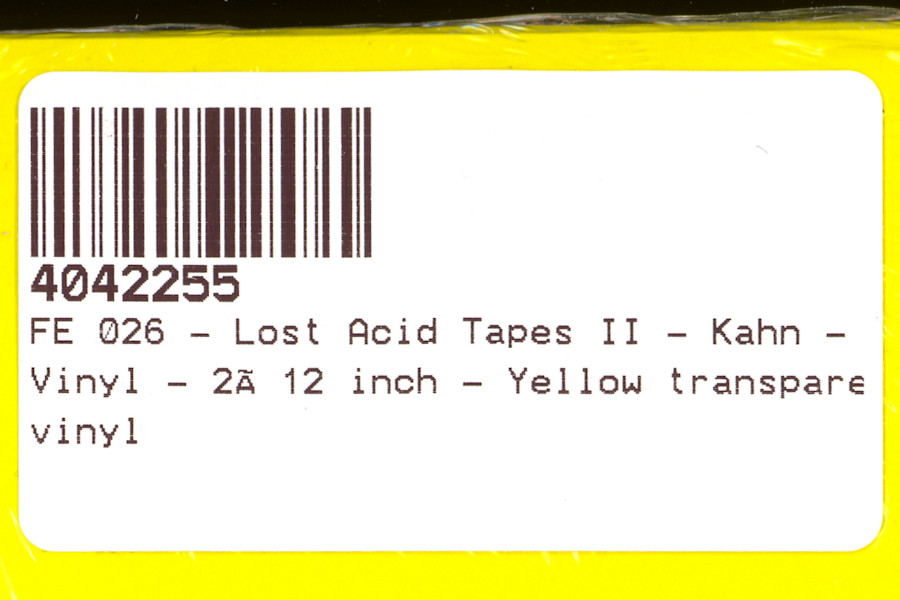 4042255
FE 026 - Lost Acid Tapes II - Kahn -
Vinyl - 2Ã 12 inch - Yellow transpare
vinyl